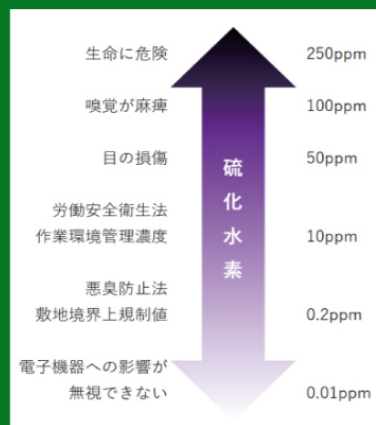 生命に危険
250ppm
嗅覚が麻痺
100ppm
目の損傷
50ppm
硫化水素
労働安全衛生法
作業環境管理濃度
10ppm
悪臭防止法
敷地境界上規制値
0.2ppm
電子機器への影響が
無視できない
0.01ppm